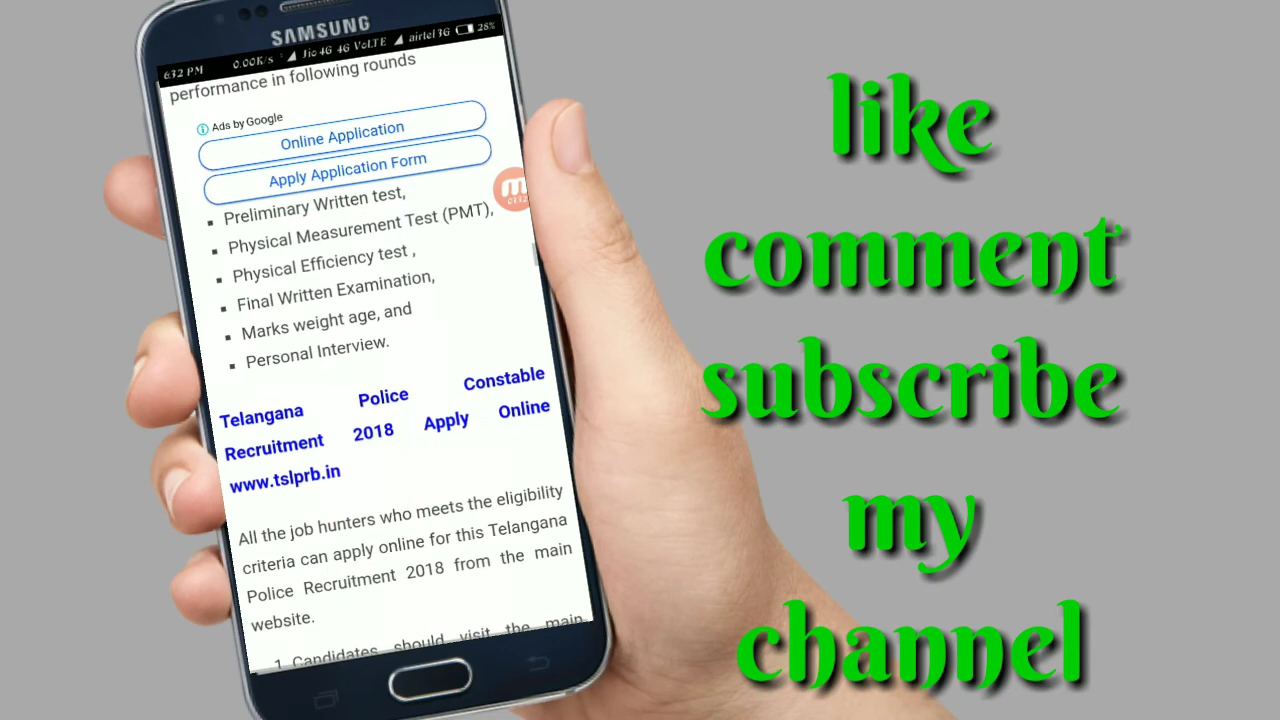 SAMSUNG
6:32 PM 0.00K/s Jio 4G 4G VoLTE airtel 3G 28%
performance in following rounds
Ads by Google
Online Application
Apply Application Form
Preliminary Written test,
Physical Measurement Test (PMT),
Physical Efficiency test ,
Final Written Examination,
Marks weight age, and
Personal Interview.
Telangana Police Constable
Recruitment 2018 Apply Online
www.tslprb.in
All the job hunters who meets the eligibility
criteria can apply online for this Telangana
Police Recruitment 2018 from the main
website.
1. Candidates should visit the main
like
comment
subscribe
my
channel